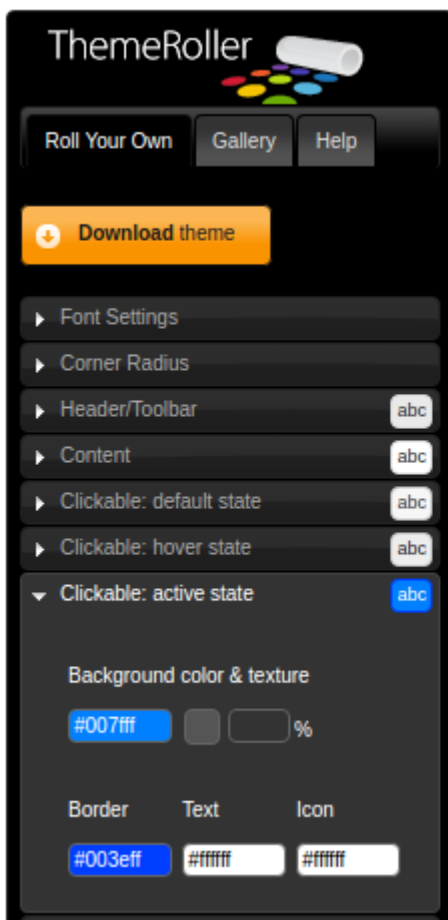 ThemeRoller
Roll Your Own Gallery Help
Download theme
Font Settings
Corner Radius
Header/Toolbar abc
Content abc
Clickable: default state abc
Clickable: hover state abc
Clickable: active state abc
Background color & texture
#007fff %
Border Text Icon
#003eff #ffffff #ffffff